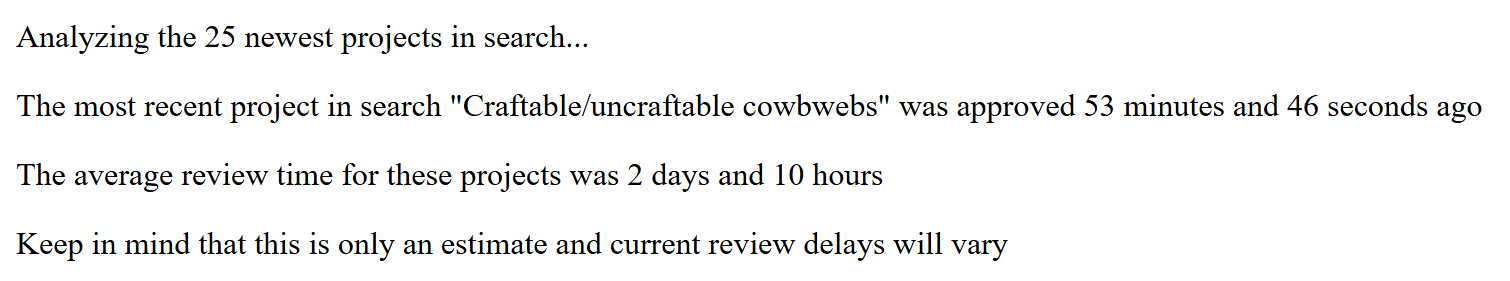 Analyzing the 25 newest projects in search...
The most recent project in search "Craftable/uncraftable cowbwebs" was approved 53 minutes and 46 seconds ago
The average review time for these projects was 2 days and 10 hours
Keep in mind that this is only an estimate and current review delays will vary